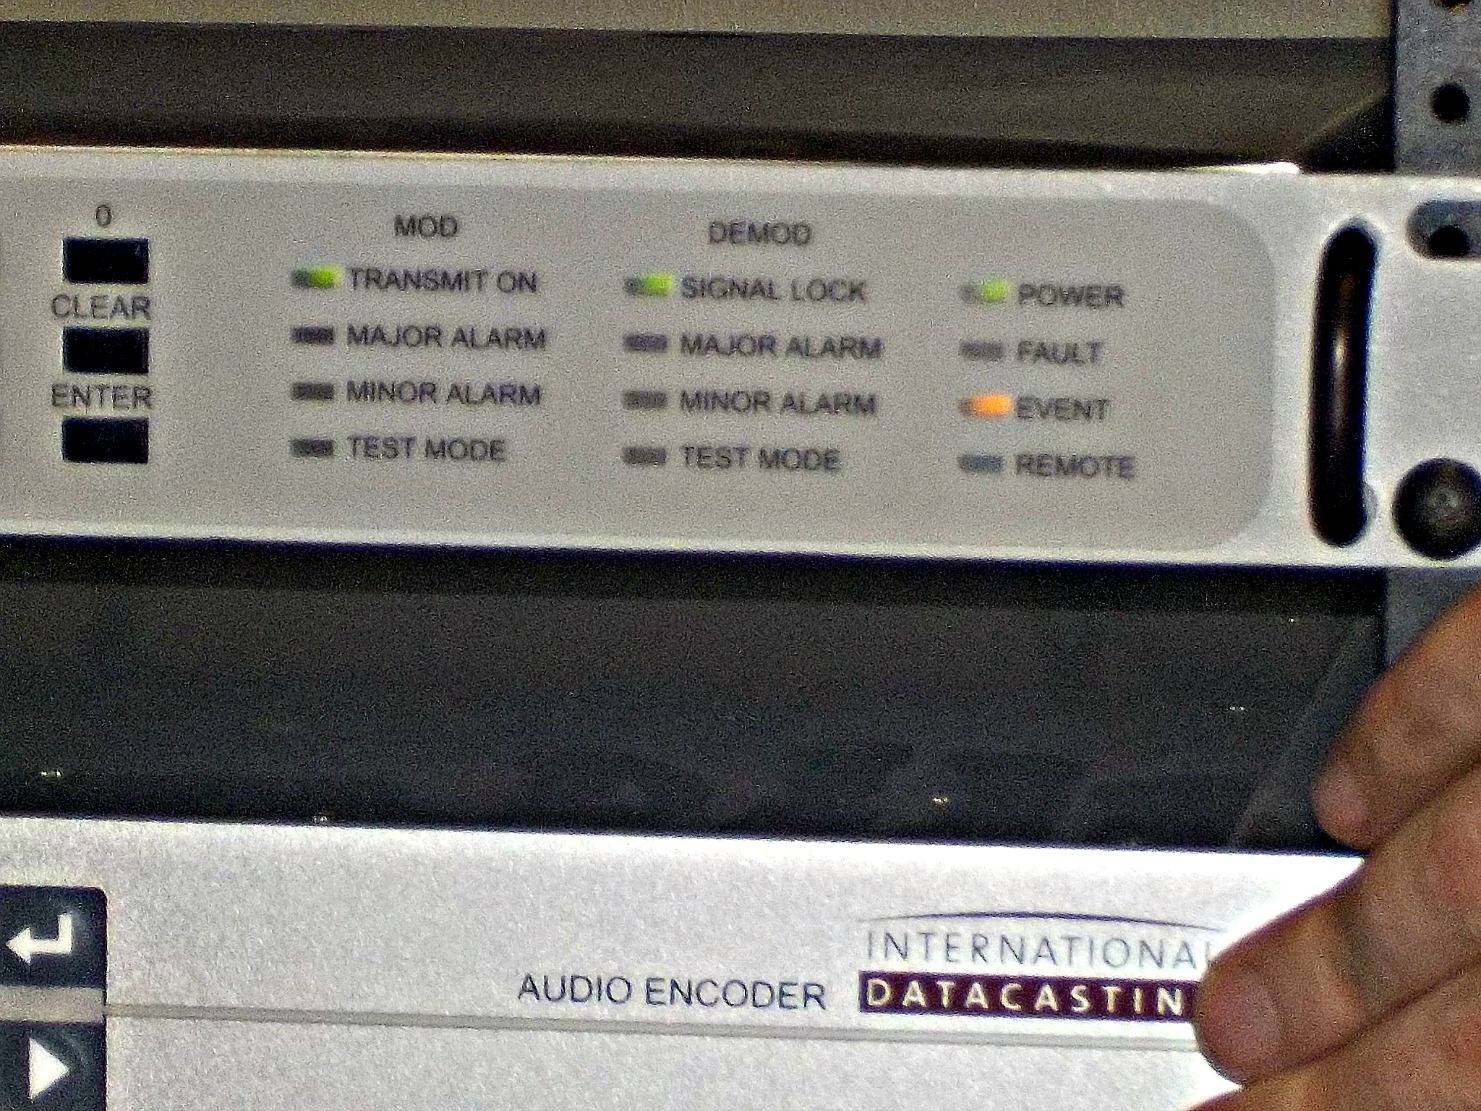 0
CLEAR
ENTER
MOD
TRANSMIT ON
MAJOR ALARM
MINOR ALARM
TEST MODE
DEMOD
SIGNAL LOCK
MAJOR ALARM
MINOR ALARM
TEST MODE
POWER
FAULT
EVENT
REMOTE
AUDIO ENCODER
INTERNATIONAL
DATACASTIN